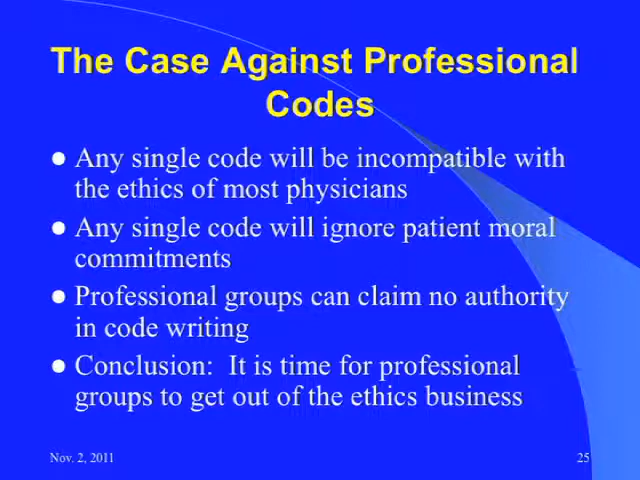 The Case Against Professional
Codes
● Any single code will be incompatible with
the ethics of most physicians
● Any single code will ignore patient moral
commitments
● Professional groups can claim no authority
in code writing
● Conclusion: It is time for professional
groups to get out of the ethics business
Nov. 2, 2011
25